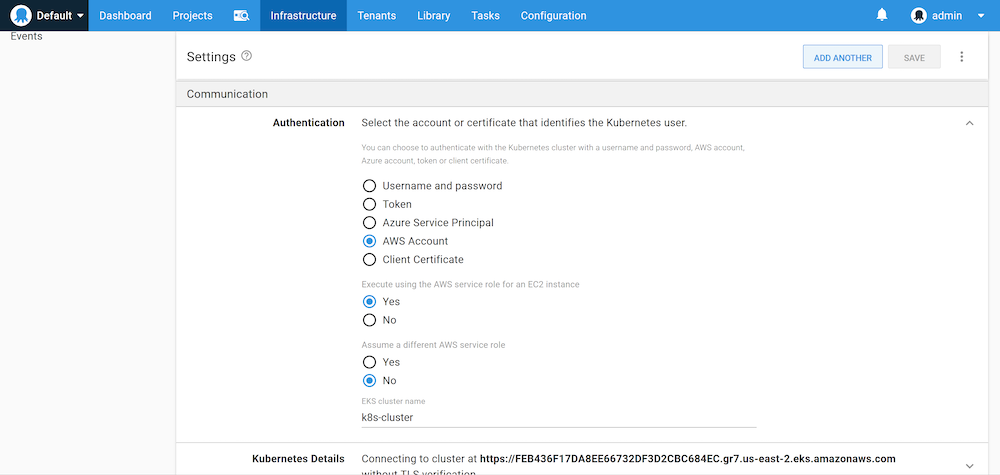 Default Dashboard Projects Infrastructure Tenants Library Tasks Configuration admin
Events
Settings ? ADD ANOTHER SAVE
Communication
Authentication Select the account or certificate that identifies the Kubernetes user.
You can choose to authenticate with the Kubernetes cluster with a username and password, AWS account,
Azure account, token or client certificate.
Username and password
Token
Azure Service Principal
AWS Account
Client Certificate
Execute using the AWS service role for an EC2 instance
Yes
No
Assume a different AWS service role
Yes
No
EKS cluster name
k8s-cluster
Kubernetes Details Connecting to cluster at https://FEB436F17DA8EE66732DF3D2CBC684EC.gr7.us-east-2.eks.amazonaws.com
without TLS verification